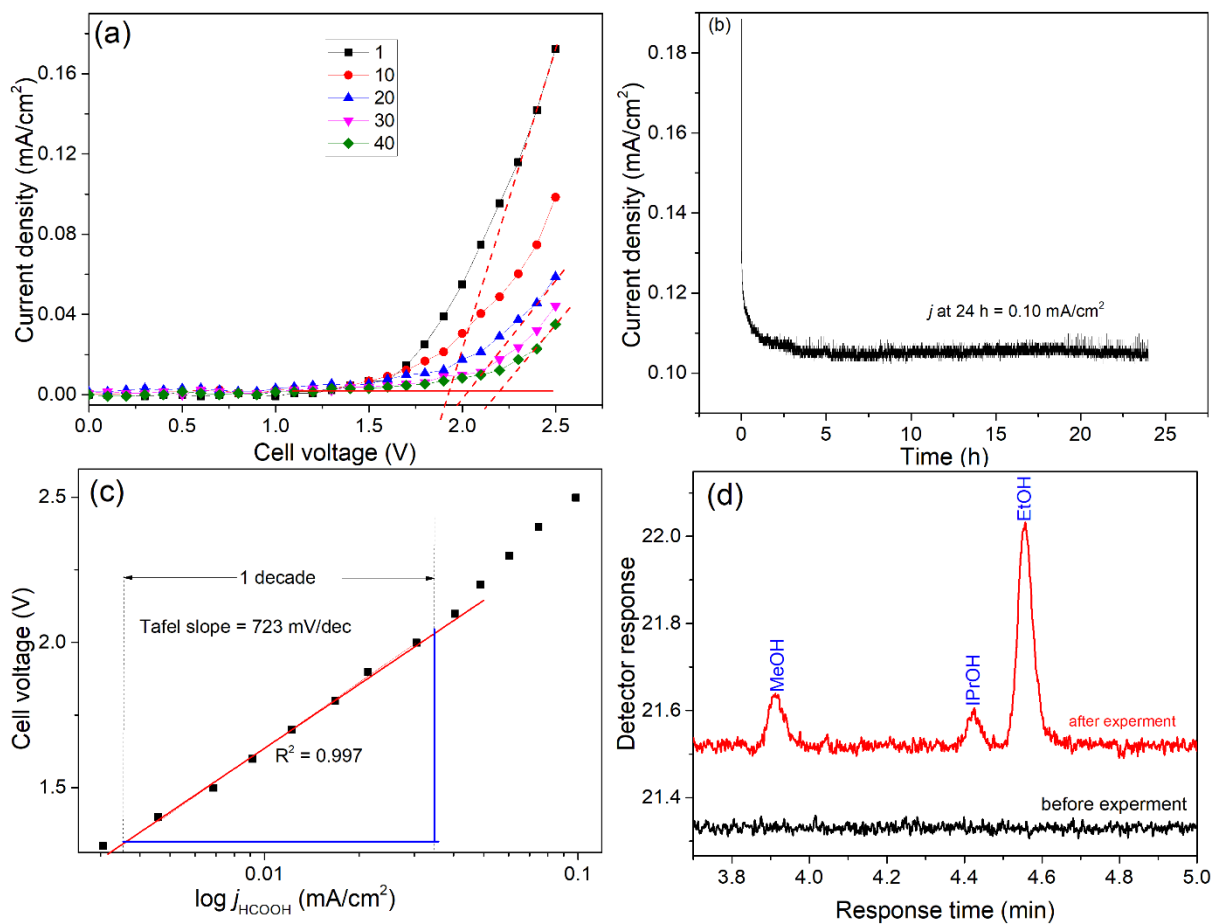 (a)
1
10
20
30
40
0.16
0.12
0.08
0.04
0.00
Current density (mA/cm²)
0.0 0.5 1.0 1.5 2.0 2.5
Cell voltage (V)
(b)
0.18
0.16
0.14
0.12
0.10
Current density (mA/cm²)
j at 24 h = 0.10 mA/cm²
0 5 10 15 20 25
Time (h)
(c)
2.5
2.0
1.5
Cell voltage (V)
1 decade
Tafel slope = 723 mV/dec
R² = 0.997
0.01 0.1
log jHCOOH (mA/cm²)
(d)
22.0
21.8
21.6
21.4
Detector response
MeOH
IPrOH
EtOH
after experment
before experment
3.8 4.0 4.2 4.4 4.6 4.8 5.0
Response time (min)